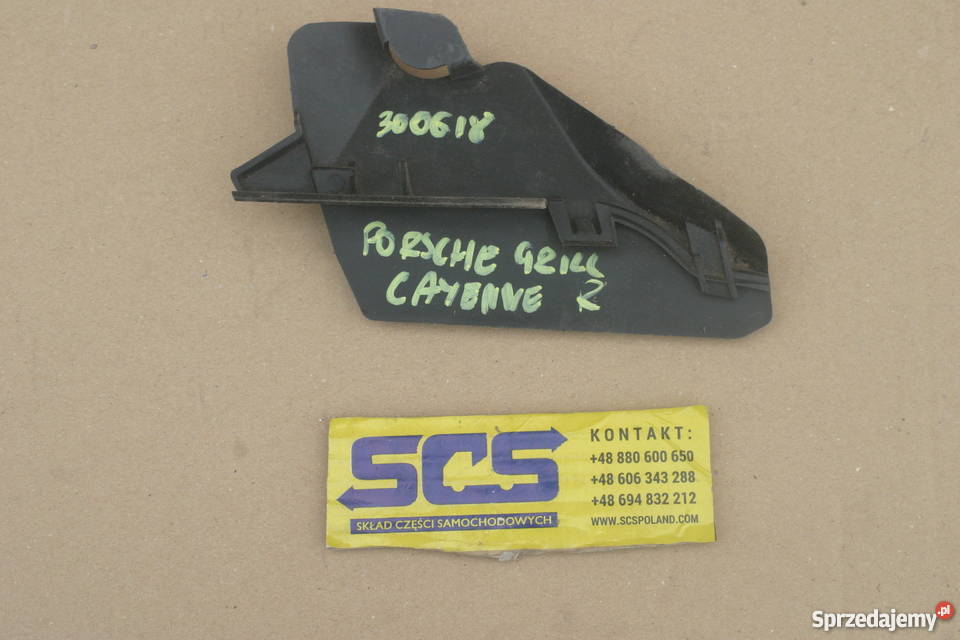 300618
PORSCHE GRILL
CAYENNE R
SCS
SKŁAD CZĘŚCI SAMOCHODOWYCH
KONTAKT:
+48 880 600 650
+48 606 343 288
+48 694 832 212
WWW.SCSPOLAND.COM
Sprzedajemy.pl